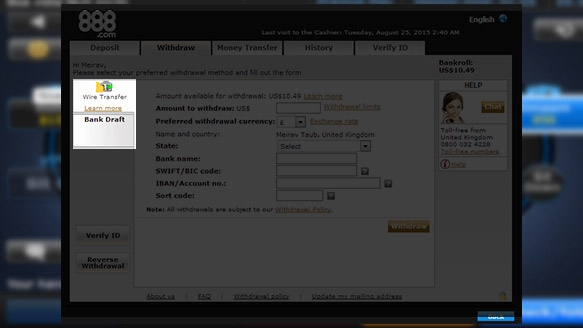 888
.com
English
Last visit to the Cashier: Tuesday, August 25, 2015 2:40 AM
Deposit
Withdraw
Money Transfer
History
Verify ID
Hi Meirav,
Please select your preferred withdrawal method and fill out the form
Bankroll:
US$10.49
Wire Transfer
Learn more
Bank Draft
Amount available for withdrawal: US$10.49 Learn more
Amount to withdraw: US$ Withdrawal limits
Preferred withdrawal currency: £ Exchange rate
Name and country: Meirav Taub, United Kingdom
State: Select
Bank name:
SWIFT/BIC code:
IBAN/Account no.:
Sort code:
Note: All withdrawals are subject to our Withdrawal Policy.
Withdraw
HELP
Chat
Toll-free from
United Kingdom
0800 032 4228
Toll-free numbers
Help
Verify ID
Reverse
Withdrawal
About us | FAQ | Withdrawal policy | Update my mailing address